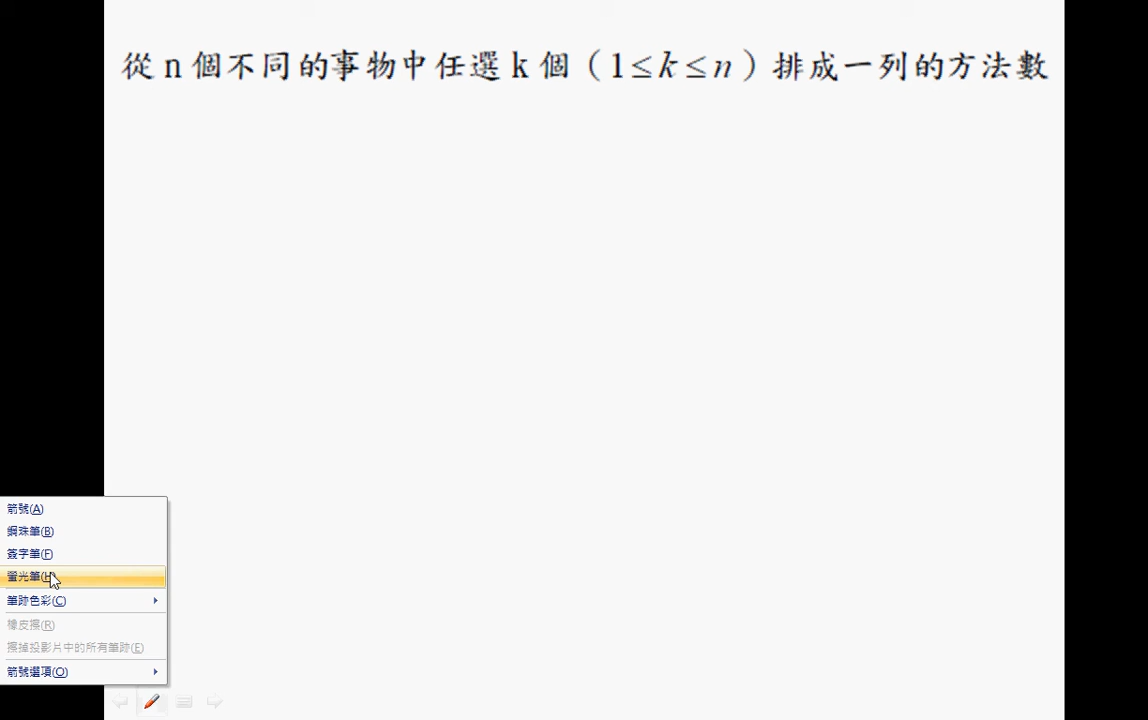 從 n 個不同的事物中任選 k 個（1≤k≤n）排成一列的方法數
箭號(A)
鋼珠筆(B)
簽字筆(F)
螢光筆(H)
筆跡色彩(C)
橡皮擦(R)
擦掉投影片中的所有筆跡(E)
箭號選項(O)